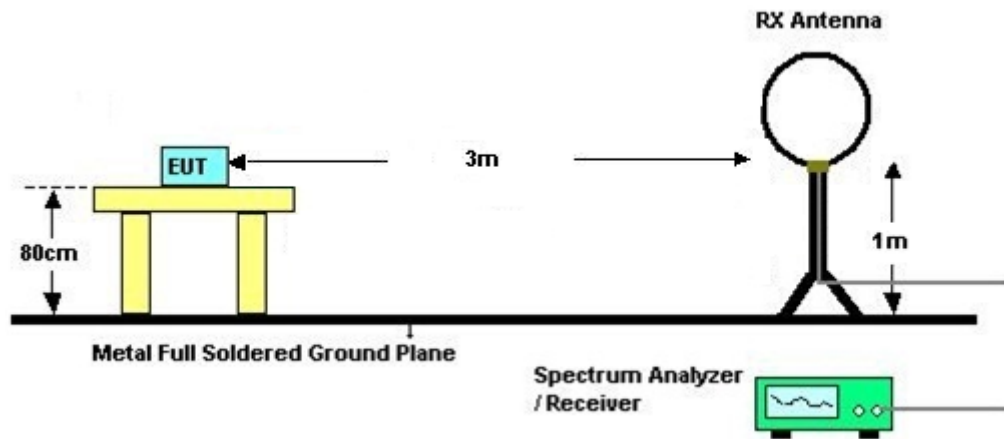 RX Antenna
EUT
3m
80cm
1m
Metal Full Soldered Ground Plane
Spectrum Analyzer
/ Receiver